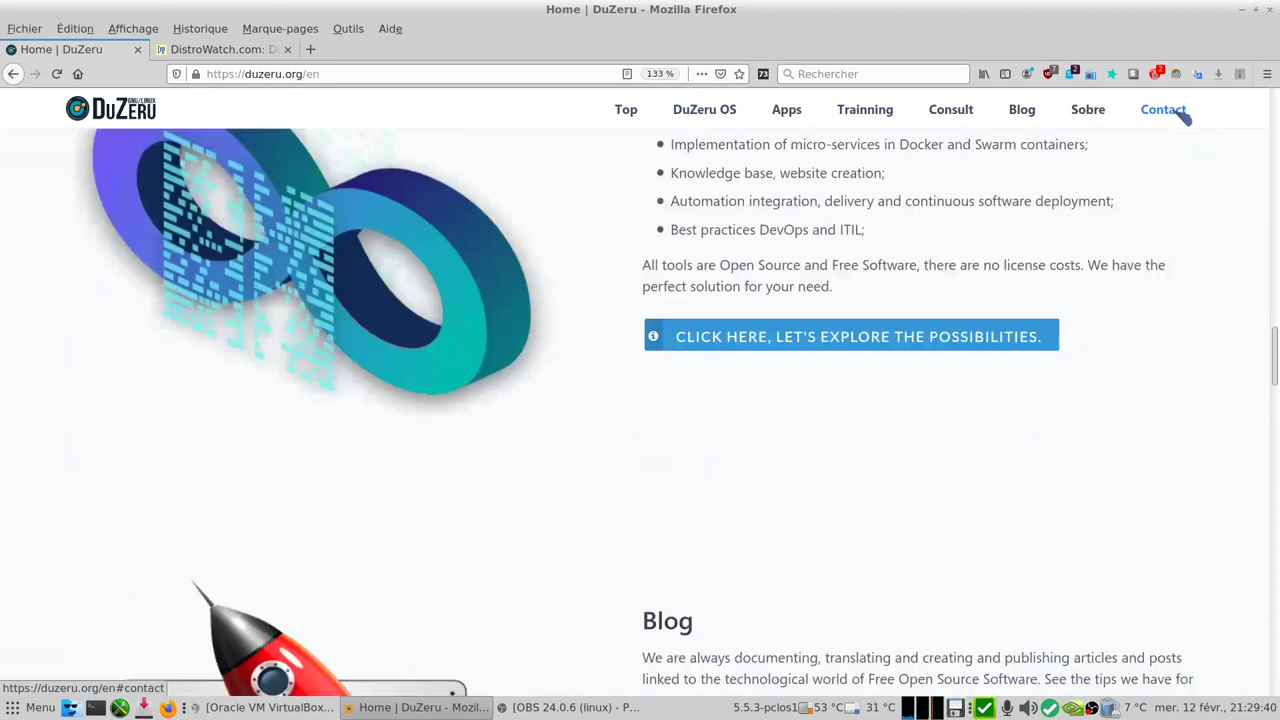 Home | DuZeru - Mozilla Firefox
Fichier Édition Affichage Historique Marque-pages Outils Aide
Home | DuZeru
DistroWatch.com: D
https://duzeru.org/en
133 %
73
Rechercher
7
2
2
DUZERU
GNU/LINUX
Top DuZeru OS Apps Trainning Consult Blog Sobre Contact
Implementation of micro-services in Docker and Swarm containers;
Knowledge base, website creation;
Automation integration, delivery and continuous software deployment;
Best practices DevOps and ITIL;
All tools are Open Source and Free Software, there are no license costs. We have the
perfect solution for your need.
CLICK HERE, LET'S EXPLORE THE POSSIBILITIES.
Blog
We are always documenting, translating and creating and publishing articles and posts
linked to the technological world of Free Open Source Software. See the tips we have for
https://duzeru.org/en#contact
Menu
[Oracle VM VirtualBox...
Home | DuZeru - Mozil...
[OBS 24.0.6 (linux) - P...
5.5.3-pclos1
53 °C
31 °C
7 °C
mer. 12 févr., 21:29:40